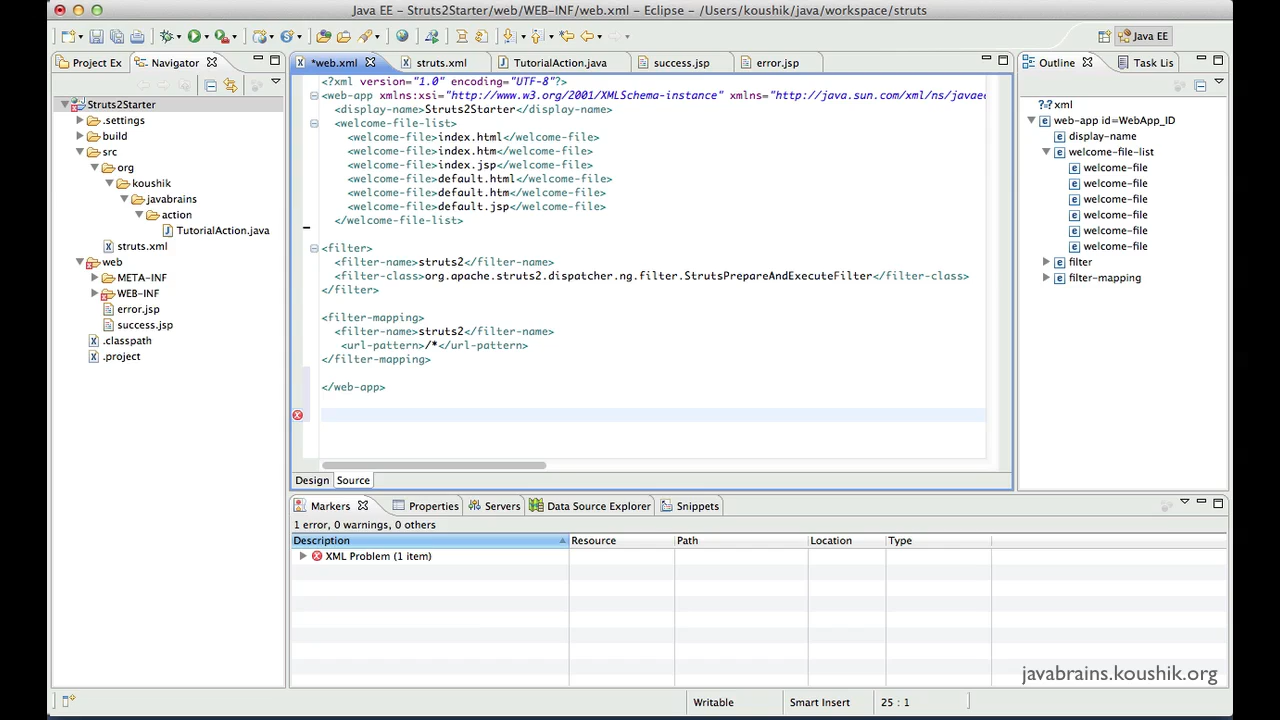 Java EE - Struts2Starter/web/WEB-INF/web.xml - Eclipse - /Users/koushik/java/workspace/struts
Java EE
Project Ex
Navigator
Struts2Starter
.settings
build
src
org
koushik
javabrains
action
TutorialAction.java
struts.xml
web
META-INF
WEB-INF
error.jsp
success.jsp
.classpath
.project
*web.xml
struts.xml
TutorialAction.java
success.jsp
error.jsp
<?xml version="1.0" encoding="UTF-8"?>
<web-app xmlns:xsi="http://www.w3.org/2001/XMLSchema-instance" xmlns="http://java.sun.com/xml/ns/javaee
<display-name>Struts2Starter</display-name>
<welcome-file-list>
<welcome-file>index.html</welcome-file>
<welcome-file>index.htm</welcome-file>
<welcome-file>index.jsp</welcome-file>
<welcome-file>default.html</welcome-file>
<welcome-file>default.htm</welcome-file>
<welcome-file>default.jsp</welcome-file>
</welcome-file-list>
<filter>
<filter-name>struts2</filter-name>
<filter-class>org.apache.struts2.dispatcher.ng.filter.StrutsPrepareAndExecuteFilter</filter-class>
</filter>
<filter-mapping>
<filter-name>struts2</filter-name>
<url-pattern>/*</url-pattern>
</filter-mapping>
</web-app>
Design
Source
Outline
Task Lis
xml
web-app id=WebApp_ID
display-name
welcome-file-list
welcome-file
welcome-file
welcome-file
welcome-file
welcome-file
welcome-file
filter
filter-mapping
Markers
Properties
Servers
Data Source Explorer
Snippets
1 error, 0 warnings, 0 others
Description Resource Path Location Type
XML Problem (1 item)
javabrains.koushik.org
Writable
Smart Insert
25 : 1